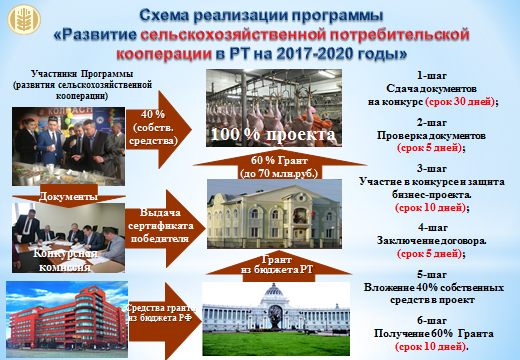 Схема реализации программы
«Развитие сельскохозяйственной потребительской
кооперации в РТ на 2017-2020 годы»
Участники Программы
(развития сельскохозяйственной
кооперации)
40 %
(собств.
средства)
100 % проекта
60 % Грант
(до 70 млн.руб.)
Документы
Выдача
сертификата
победителя
Конкурсная
комиссия
Грант
из бюджета РТ
Средства гранта
из бюджета РФ
1-шаг
Сдача документов
на конкурс (срок 30 дней);
2-шаг
Проверка документов
(срок 5 дней);
3-шаг
Участие в конкурсе и защита
бизнес-проекта.
(срок 10 дней);
4-шаг
Заключение договора.
(срок 5 дней);
5-шаг
Вложение 40% собственных
средств в проект
6-шаг
Получение 60% Гранта
(срок 10 дней).